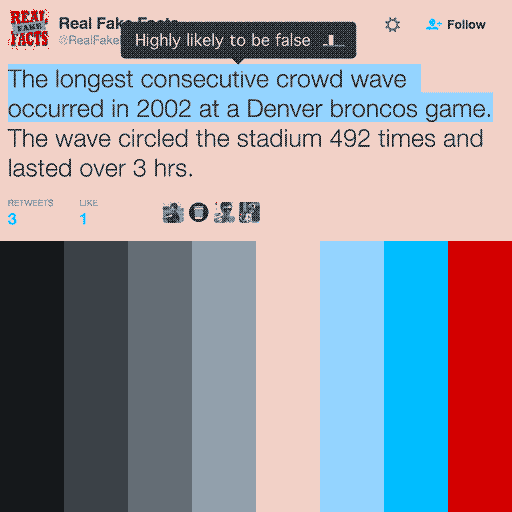 REAL FAKE FACTS
Real Fake Facts
@RealFake
Follow
Highly likely to be false
The longest consecutive crowd wave
occurred in 2002 at a Denver broncos game.
The wave circled the stadium 492 times and
lasted over 3 hrs.
RETWEETS LIKE
3 1